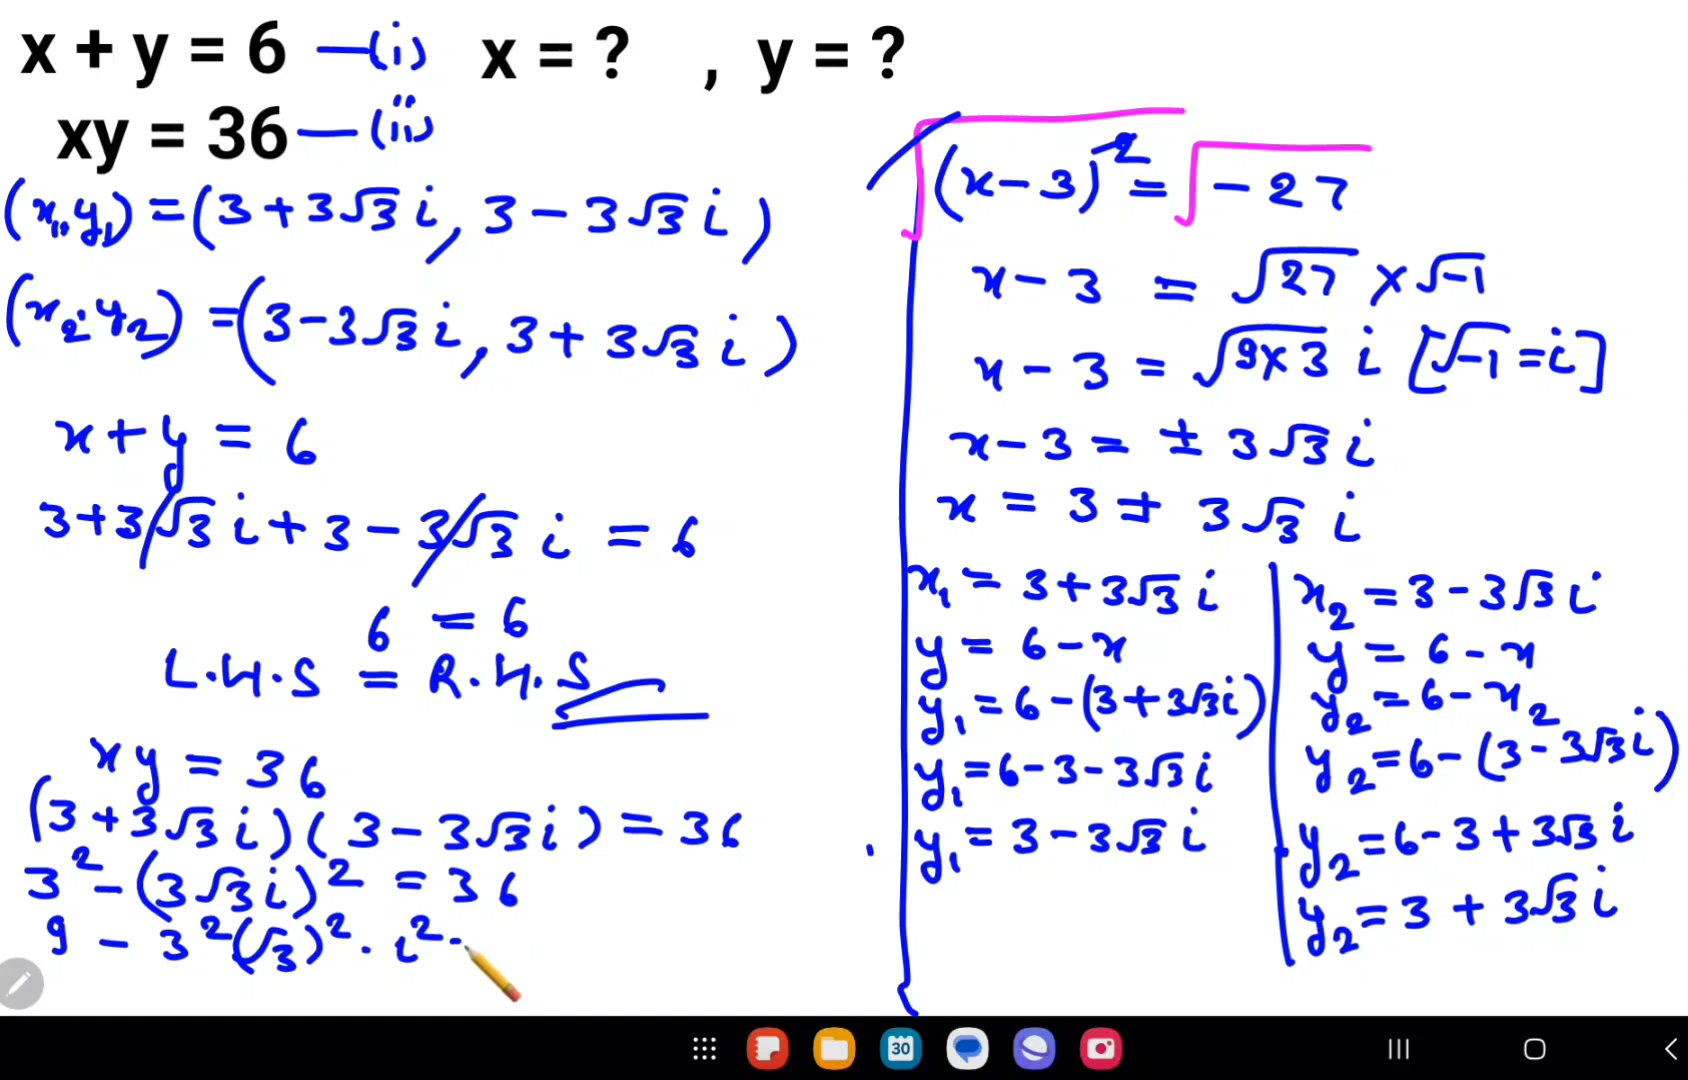 x + y = 6 —(i) x = ? , y = ?
xy = 36 —(ii)
(x₁, y₁) = (3 + 3√3 i, 3 − 3√3 i)
(x₂, y₂) = (3 − 3√3 i, 3 + 3√3 i)
x + y = 6
3 + 3√3 i + 3 − 3√3 i = 6
6 = 6
L.H.S = R.H.S
xy = 36
(3 + 3√3 i)(3 − 3√3 i) = 36
3² − (3√3 i)² = 36
9 − 3²(√3)² · i² -
√(x − 3)² = √−27
x − 3 = √27 × √−1
x − 3 = √9×3 i [√−1 = i]
x − 3 = ± 3√3 i
x = 3 ± 3√3 i
x₁ = 3 + 3√3 i
y = 6 − x
y₁ = 6 − (3 + 3√3 i)
y₁ = 6 − 3 − 3√3 i
y₁ = 3 − 3√3 i
x₂ = 3 − 3√3 i
y = 6 − x
y₂ = 6 − x₂
y₂ = 6 − (3 − 3√3 i)
y₂ = 6 − 3 + 3√3 i
y₂ = 3 + 3√3 i
30